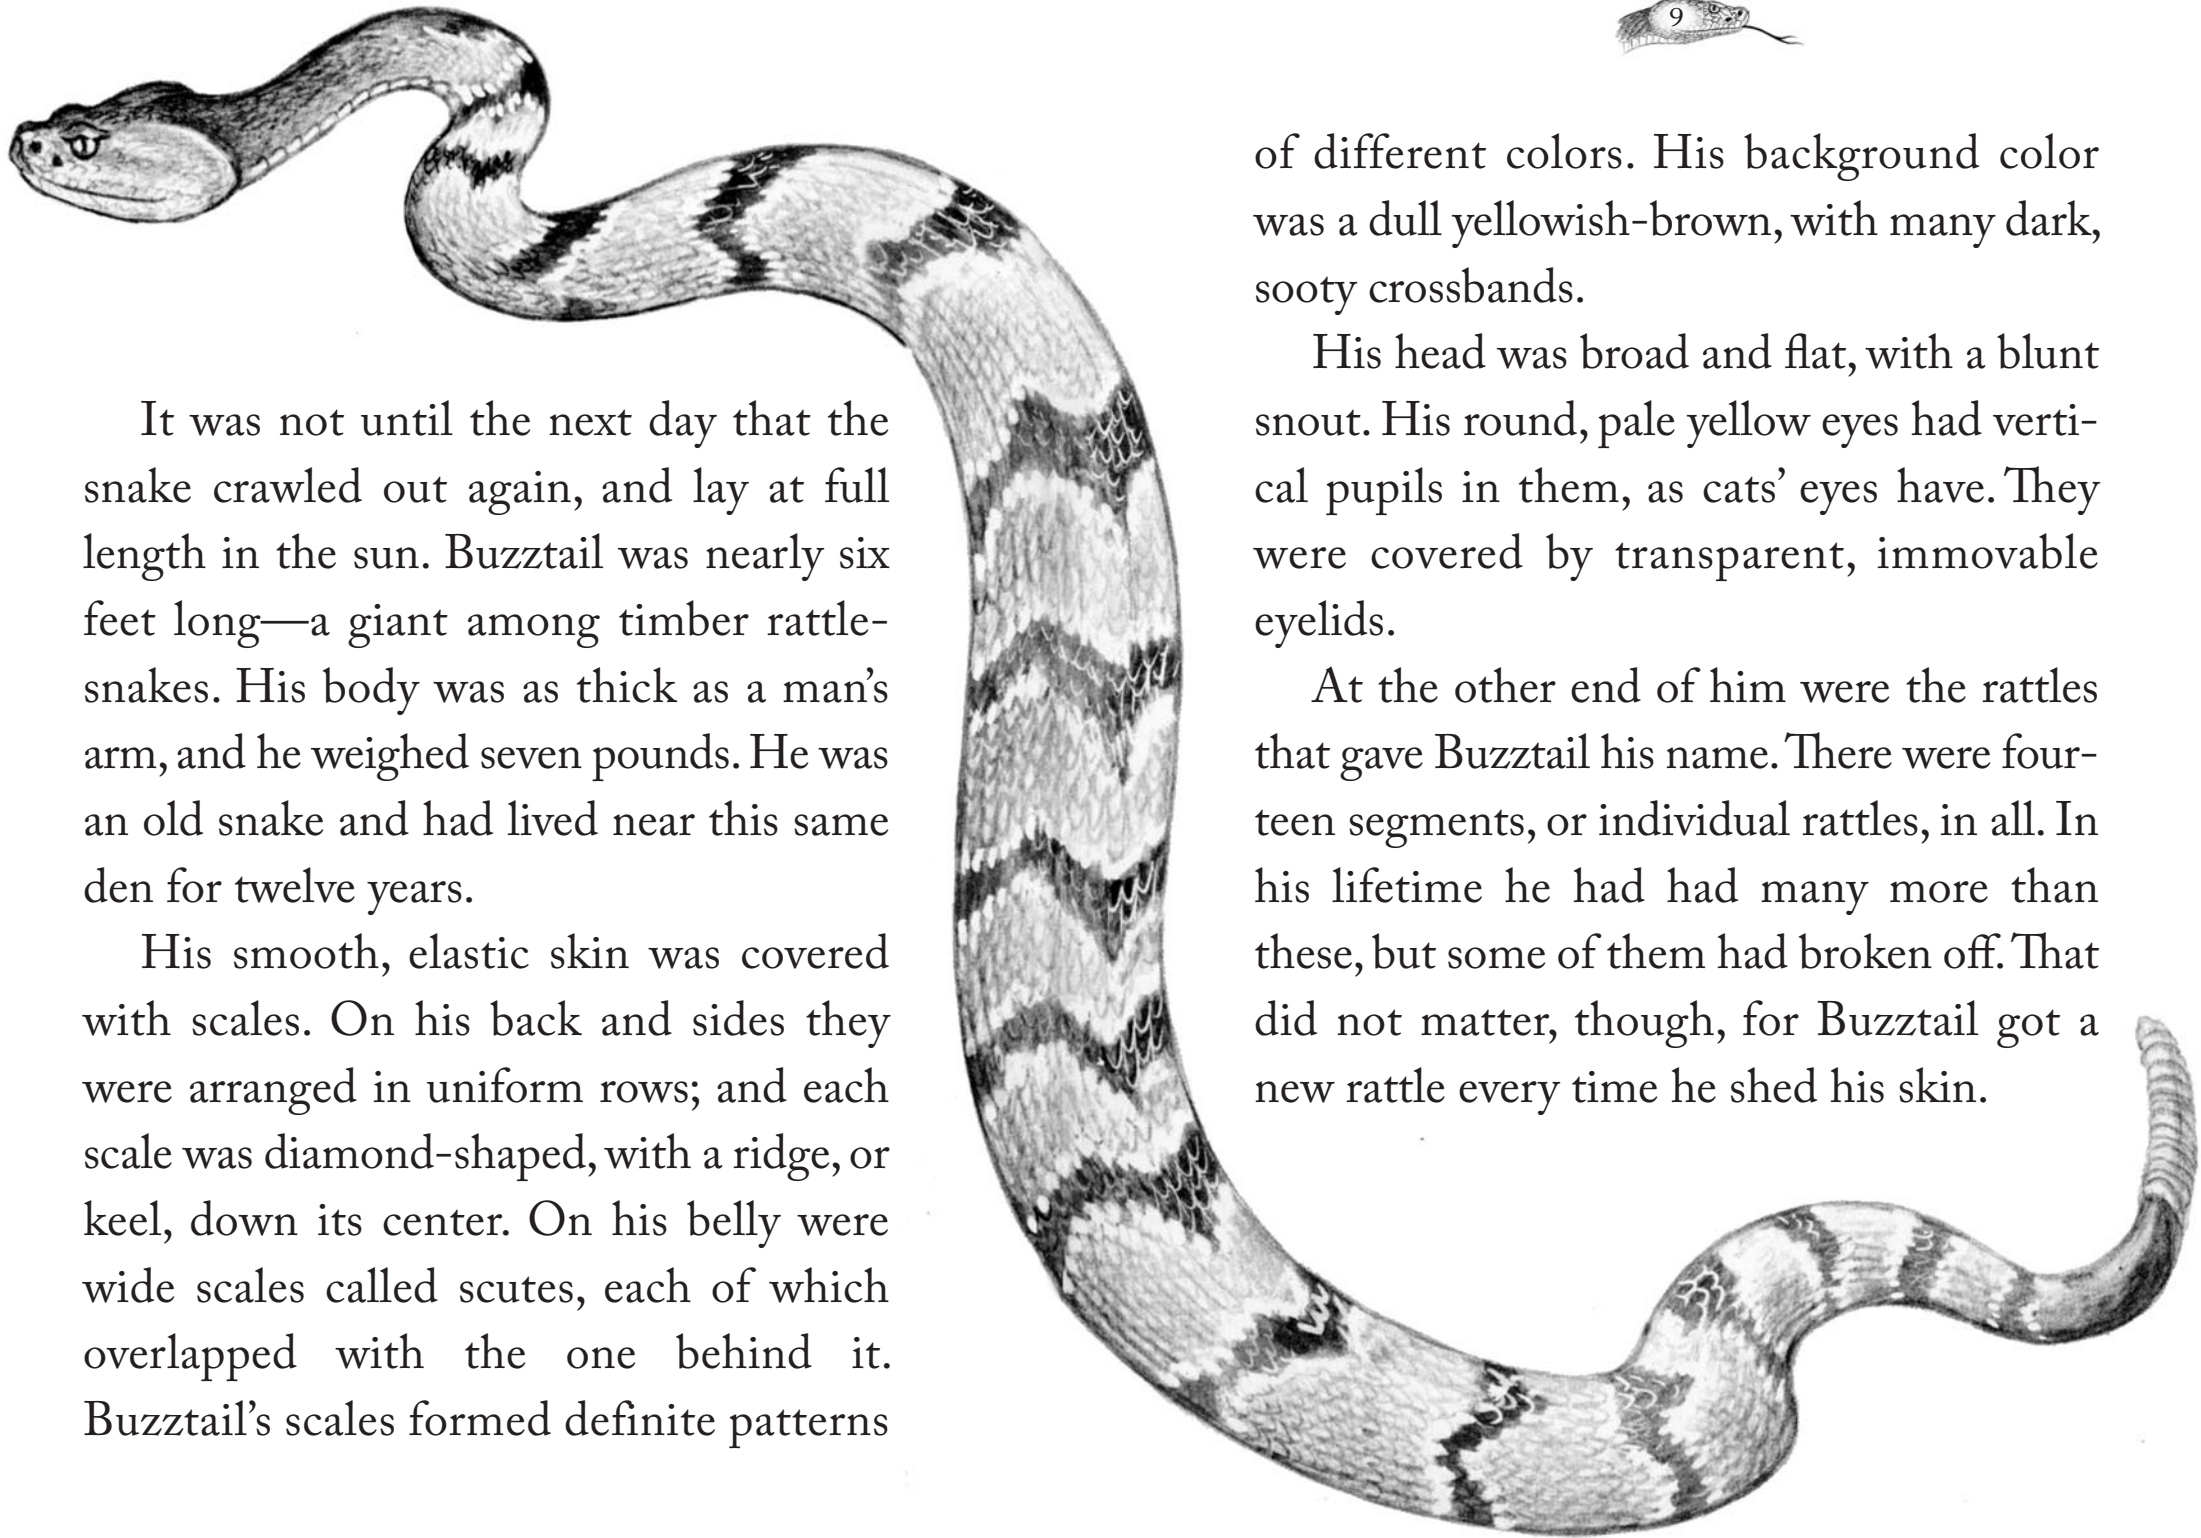 9
It was not until the next day that the
snake crawled out again, and lay at full
length in the sun. Buzztail was nearly six
feet long—a giant among timber rattle-
snakes. His body was as thick as a man’s
arm, and he weighed seven pounds. He was
an old snake and had lived near this same
den for twelve years.
His smooth, elastic skin was covered
with scales. On his back and sides they
were arranged in uniform rows; and each
scale was diamond-shaped, with a ridge, or
keel, down its center. On his belly were
wide scales called scutes, each of which
overlapped with the one behind it.
Buzztail’s scales formed definite patterns
of different colors. His background color
was a dull yellowish-brown, with many dark,
sooty crossbands.
His head was broad and flat, with a blunt
snout. His round, pale yellow eyes had verti-
cal pupils in them, as cats’ eyes have. They
were covered by transparent, immovable
eyelids.
At the other end of him were the rattles
that gave Buzztail his name. There were four-
teen segments, or individual rattles, in all. In
his lifetime he had had many more than
these, but some of them had broken off. That
did not matter, though, for Buzztail got a
new rattle every time he shed his skin.